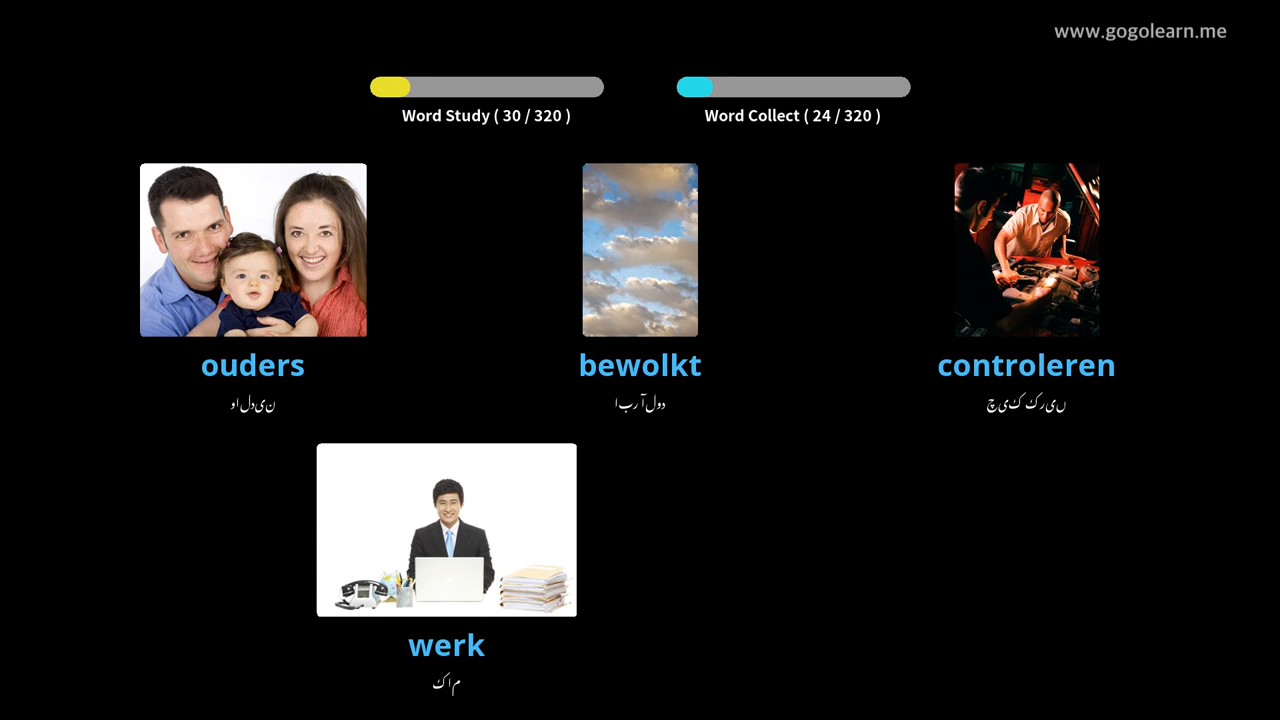 www.gogolearn.me
Word Study ( 30 / 320 )
Word Collect ( 24 / 320 )
ouders
والدین
bewolkt
ابر آلود
controleren
چیک کریں
werk
کام